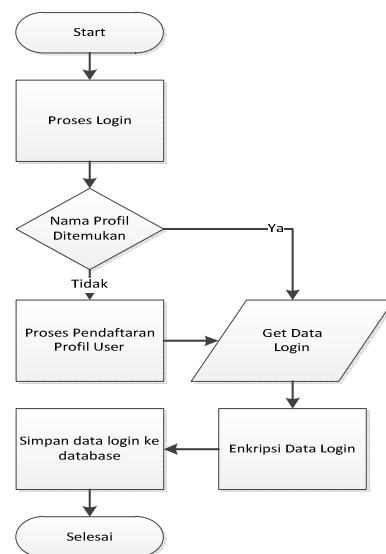 Start
Proses Login
Nama Profil
Ditemukan
Ya
Tidak
Proses Pendaftaran
Profil User
Get Data
Login
Enkripsi Data Login
Simpan data login ke
database
Selesai